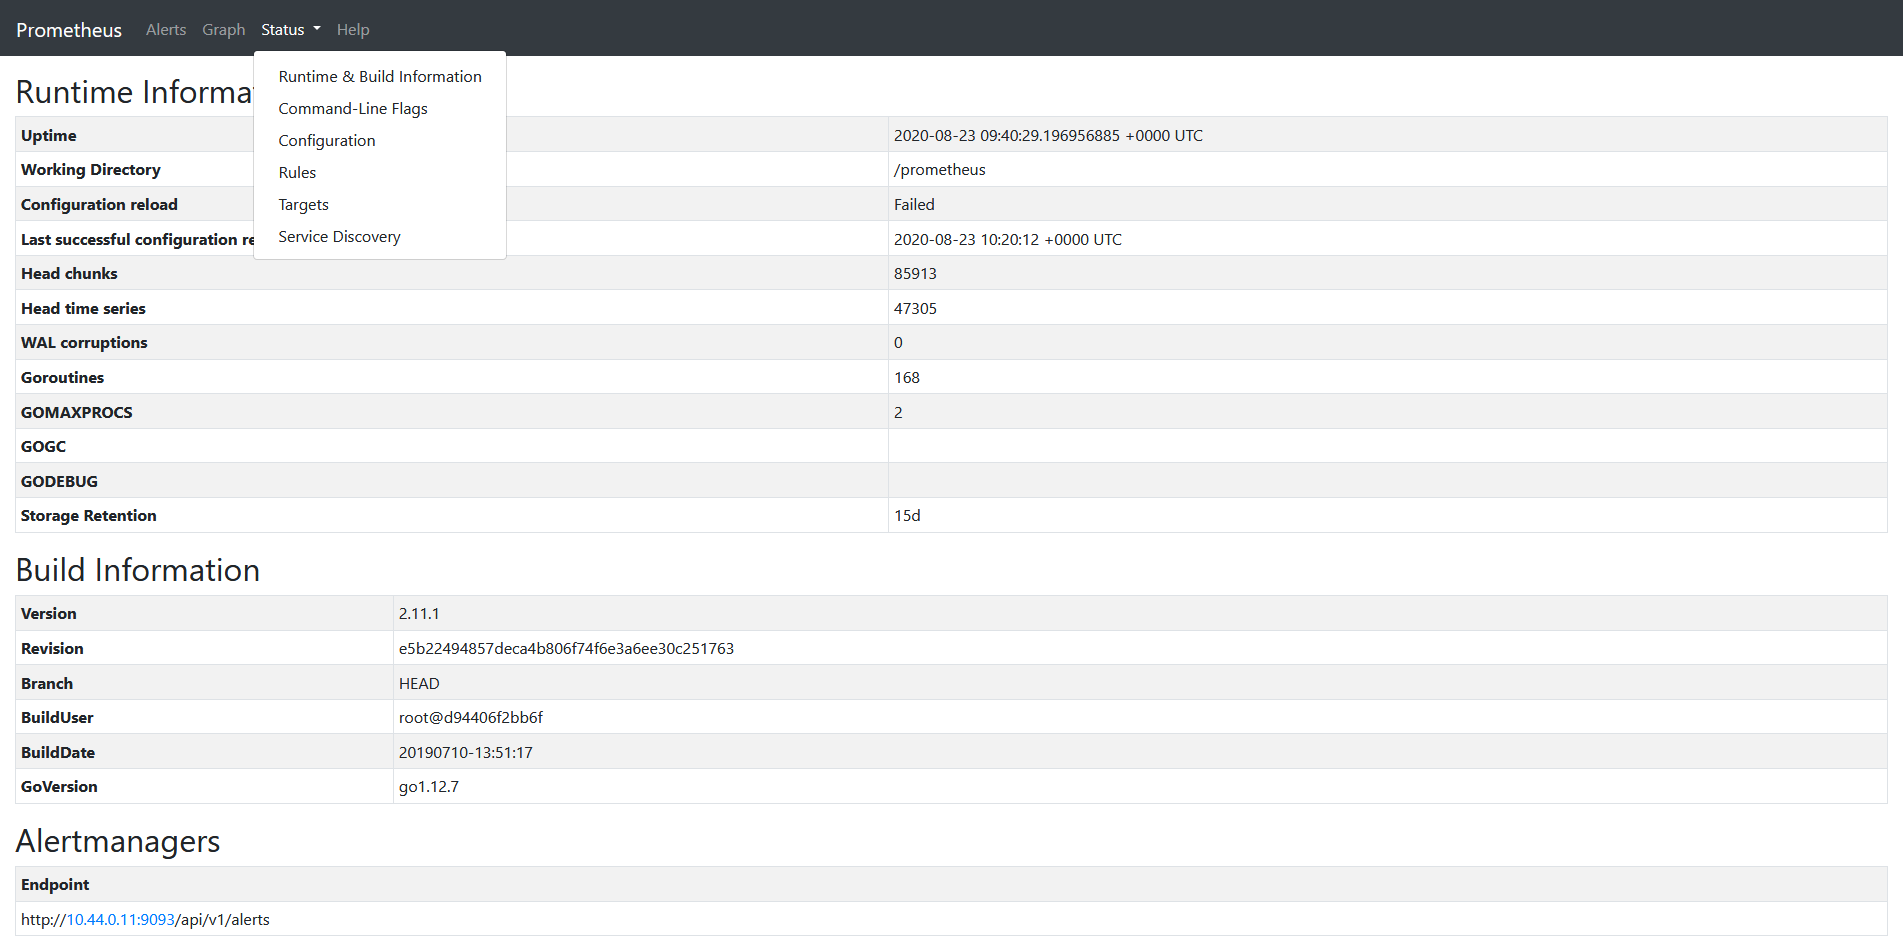 Prometheus Alerts Graph Status Help
Runtime & Build Information
Command-Line Flags
Configuration
Rules
Targets
Service Discovery
Runtime Informa
Uptime 2020-08-23 09:40:29.196956885 +0000 UTC
Working Directory /prometheus
Configuration reload Failed
Last successful configuration re 2020-08-23 10:20:12 +0000 UTC
Head chunks 85913
Head time series 47305
WAL corruptions 0
Goroutines 168
GOMAXPROCS 2
GOGC
GODEBUG
Storage Retention 15d
Build Information
Version 2.11.1
Revision e5b22494857deca4b806f74f6e3a6ee30c251763
Branch HEAD
BuildUser root@d94406f2bb6f
BuildDate 20190710-13:51:17
GoVersion go1.12.7
Alertmanagers
Endpoint
http://10.44.0.11:9093/api/v1/alerts